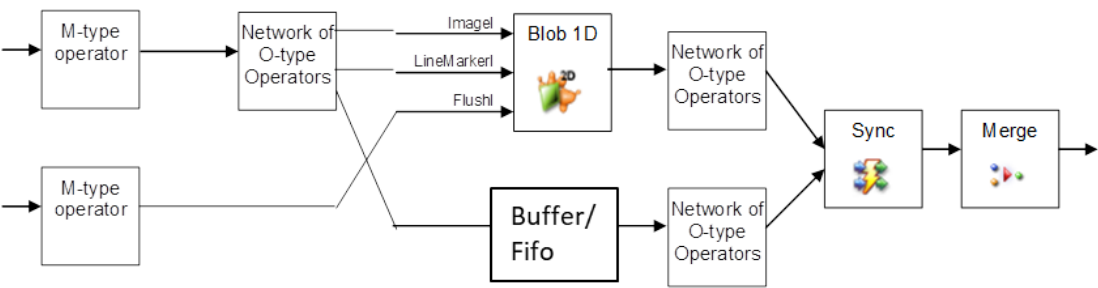 M-type
operator
Network of
O-type
Operators
ImageI
LineMarkerI
FlushI
Blob 1D
2D
Network of
O-type
Operators
Sync
Merge
M-type
operator
Buffer/
Fifo
Network of
O-type
Operators